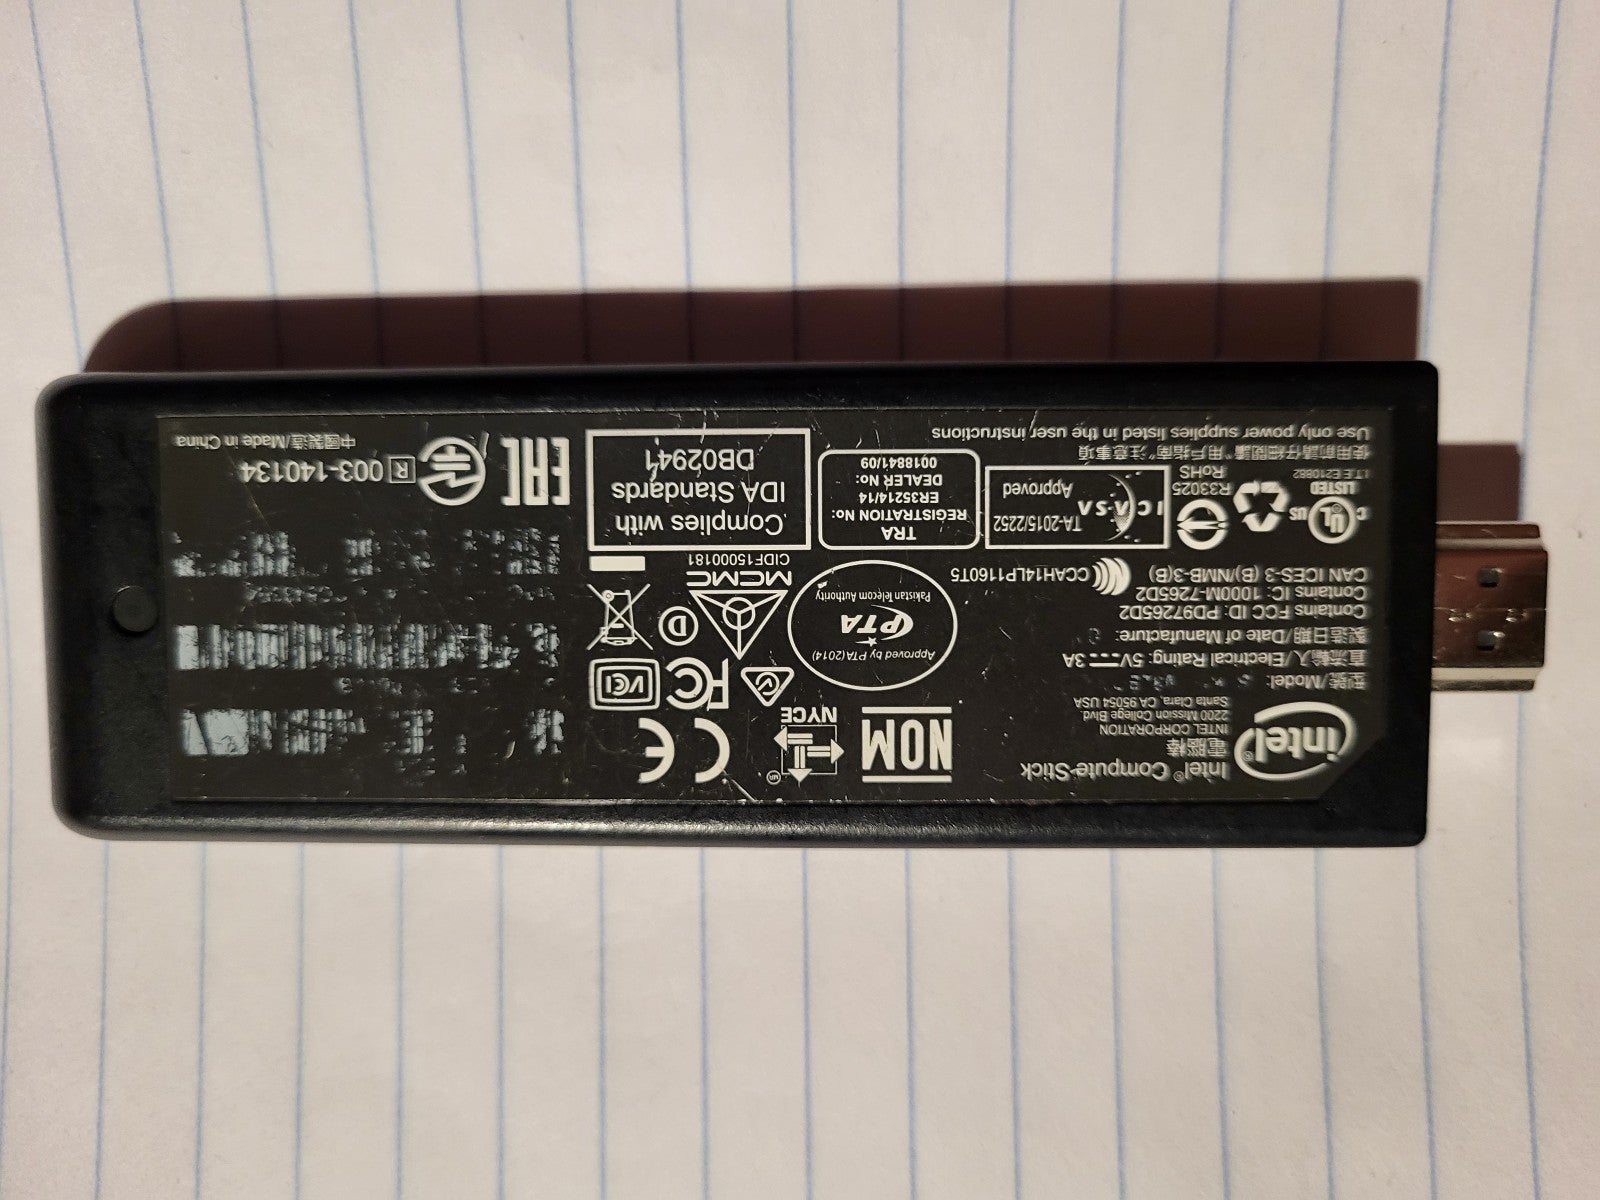 intel®
Intel® Compute Stick
電腦棒
INTEL CORPORATION
2200 Mission College Blvd.
Santa Clara, CA 95054 USA
型號/Model:
直流輸入/Electrical Rating: 5V 3A
製造日期/Date of Manufacture:
Contains FCC ID: PD97265D2
Contains IC: 1000M-7265D2
CAN ICES-3 (B)/NMB-3(B)
CCAH14LP1160T5
C UL US
LISTED
I.T.E. E210882
R33025
RoHS
ICASA
TA-2015/2252
Approved
使用前請仔細閱讀"用戶指南"注意事項
Use only power supplies listed in the user instructions
NOM
NYCE
MR
CE
Approved by PTA (2014)
PTA
Pakistan Telecom Authority
FC
VCI
D
MCMC
CIDF15000181
TRA
REGISTRATION No:
ER35214/14
DEALER No:
0018841/09
Complies with
IDA Standards
DB02941
EAC
R 003-140134
中國製造/Made in China